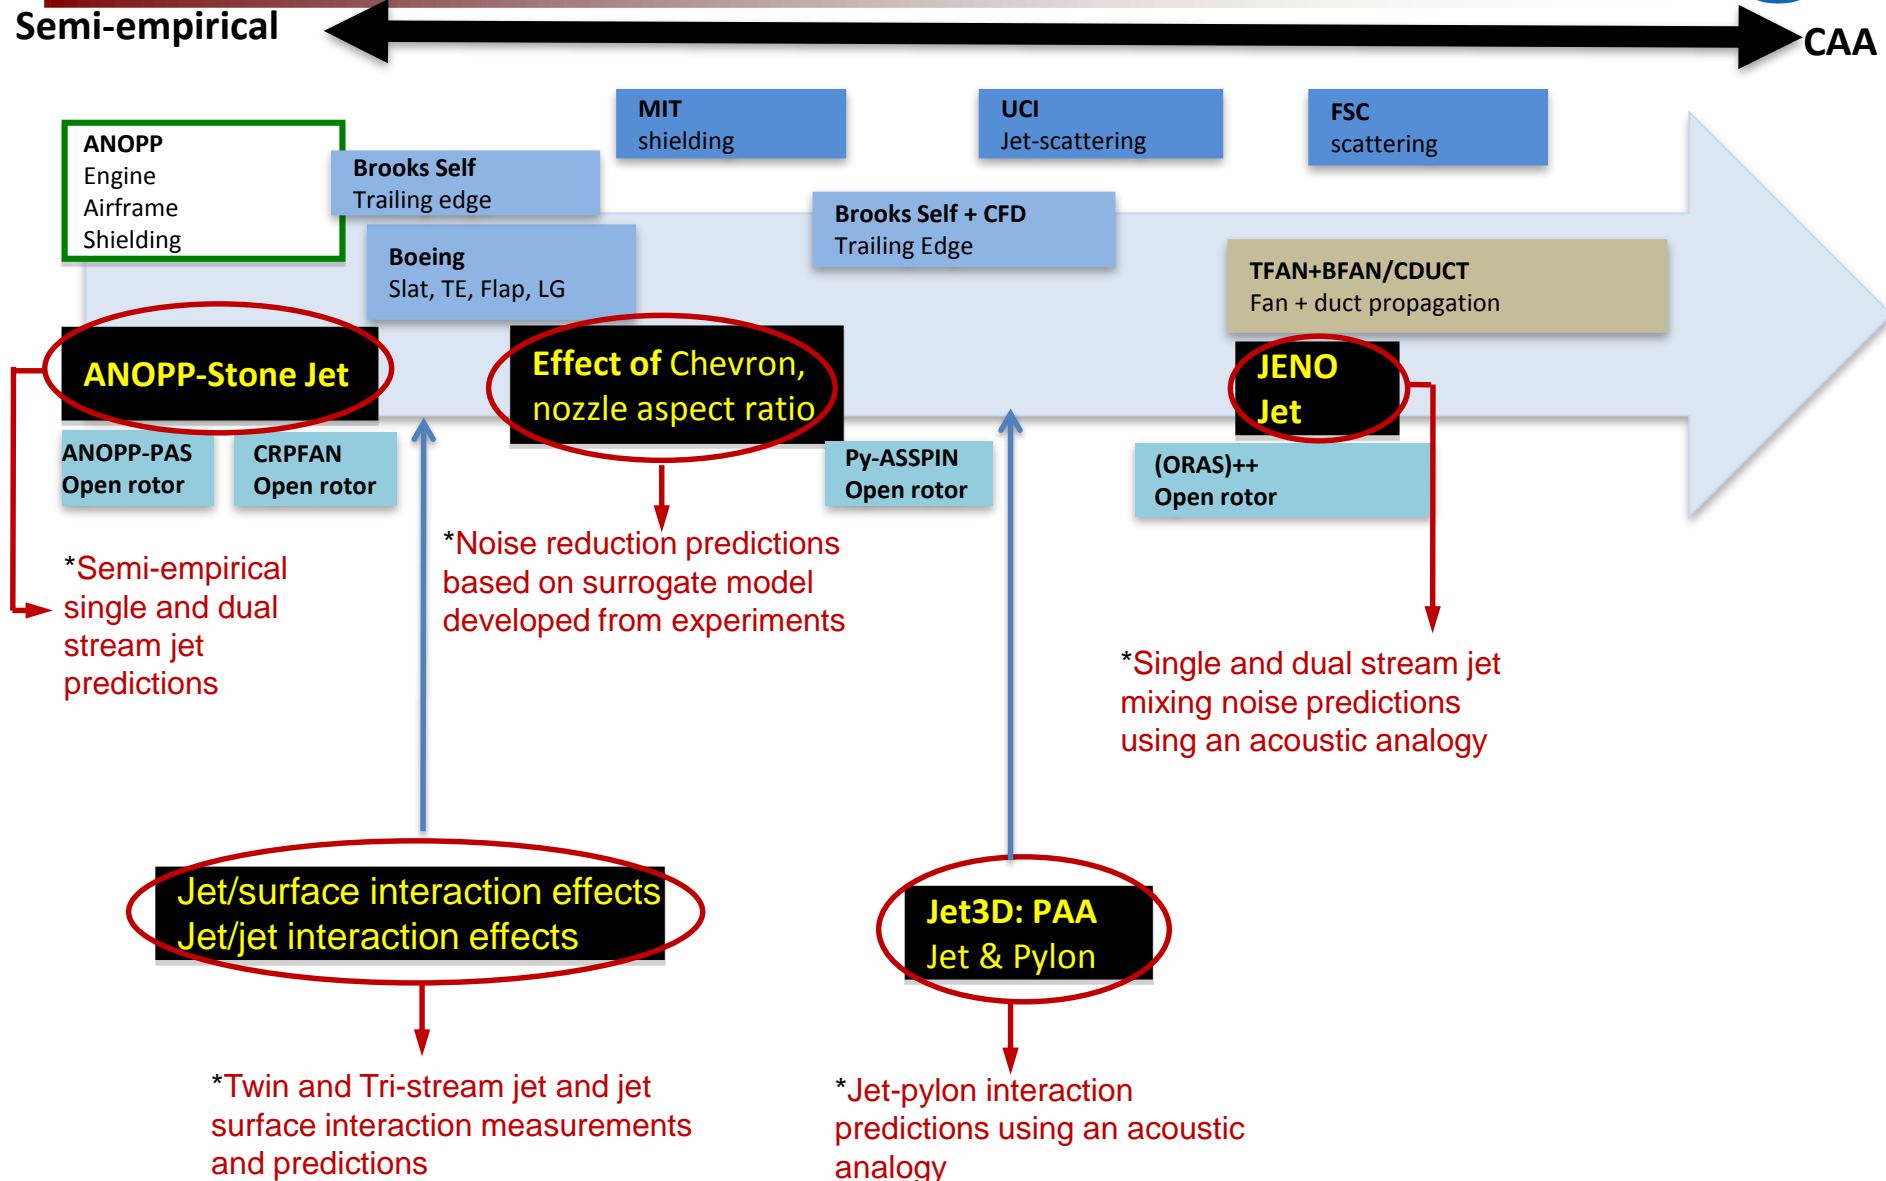 Semi-empirical
CAA
MIT
shielding
UCI
Jet-scattering
FSC
scattering
ANOPP
Engine
Airframe
Shielding
Brooks Self
Trailing edge
Boeing
Slat, TE, Flap, LG
Brooks Self + CFD
Trailing Edge
TFAN+BFAN/CDUCT
Fan + duct propagation
ANOPP-Stone Jet
Effect of Chevron,
nozzle aspect ratio
JENO
Jet
ANOPP-PAS
Open rotor
CRPFAN
Open rotor
Py-ASSPIN
Open rotor
(ORAS)++
Open rotor
*Semi-empirical
single and dual
stream jet
predictions
*Noise reduction predictions
based on surrogate model
developed from experiments
*Single and dual stream jet
mixing noise predictions
using an acoustic analogy
Jet/surface interaction effects
Jet/jet interaction effects
Jet3D: PAA
Jet & Pylon
*Twin and Tri-stream jet and jet
surface interaction measurements
and predictions
*Jet-pylon interaction
predictions using an acoustic
analogy